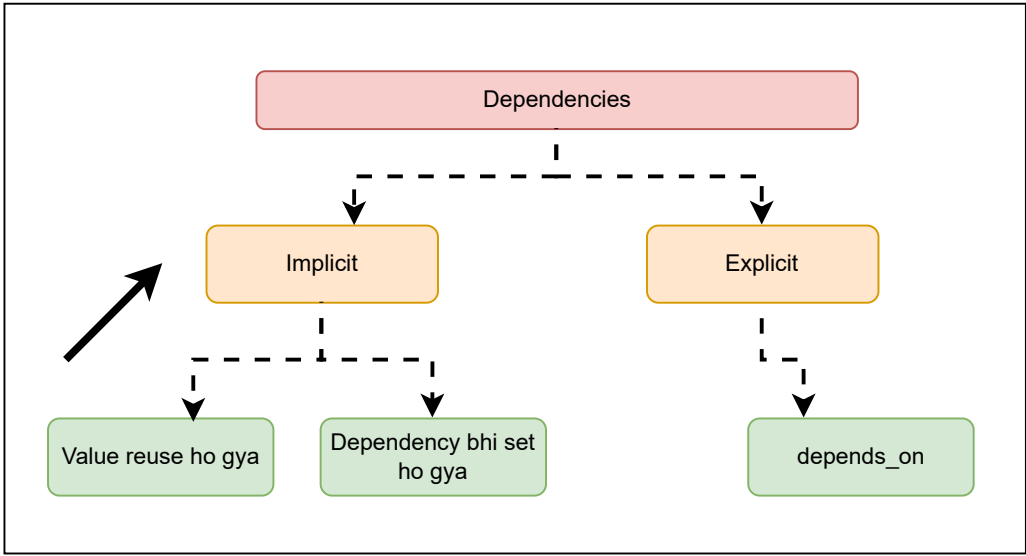 Dependencies
Implicit
Explicit
Value reuse ho gya
Dependency bhi set
ho gya
depends_on